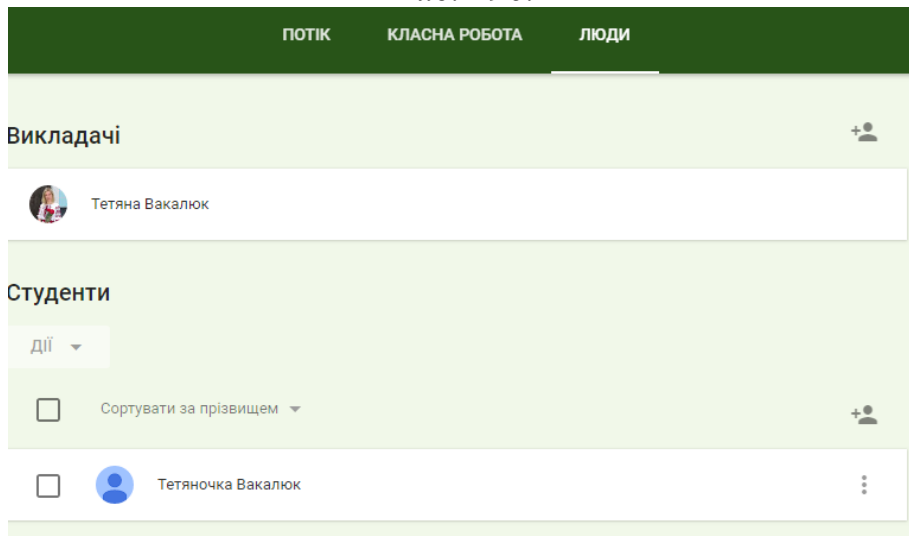 ПОТІК КЛАСНА РОБОТА ЛЮДИ
Викладачі
Тетяна Вакалюк
Студенти
ДІЇ
Сортувати за прізвищем
Тетяночка Вакалюк